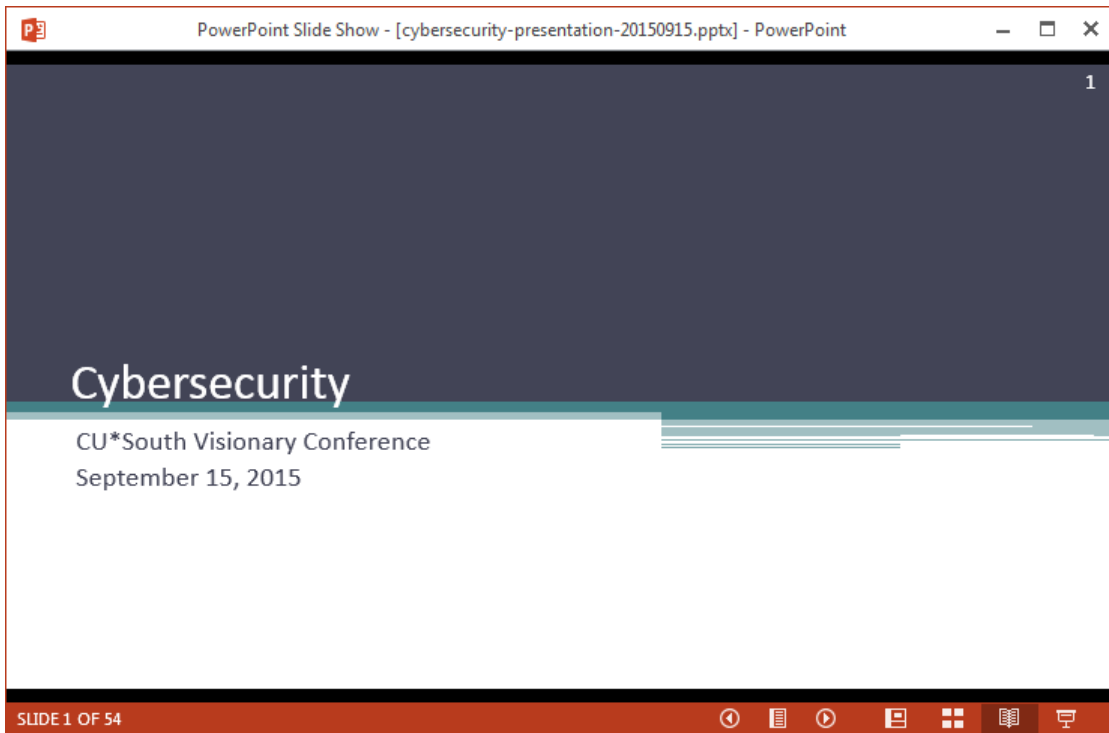 PowerPoint Slide Show - [cybersecurity-presentation-20150915.pptx] - PowerPoint
1
Cybersecurity
CU*South Visionary Conference
September 15, 2015
SLIDE 1 OF 54